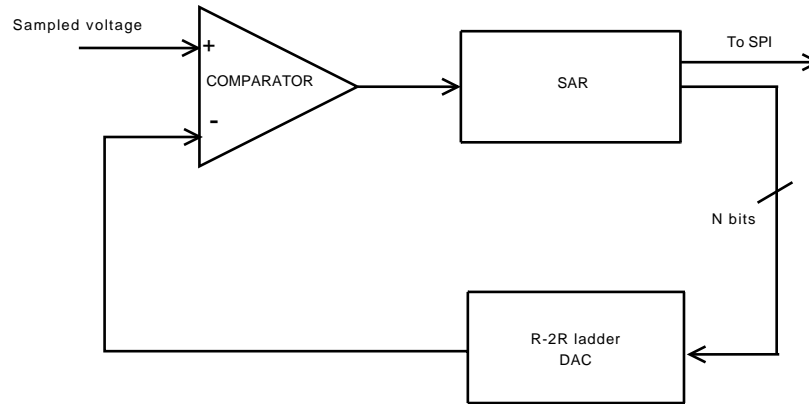 Sampled voltage
+
COMPARATOR
-
SAR
To SPI
N bits
R-2R ladder
DAC